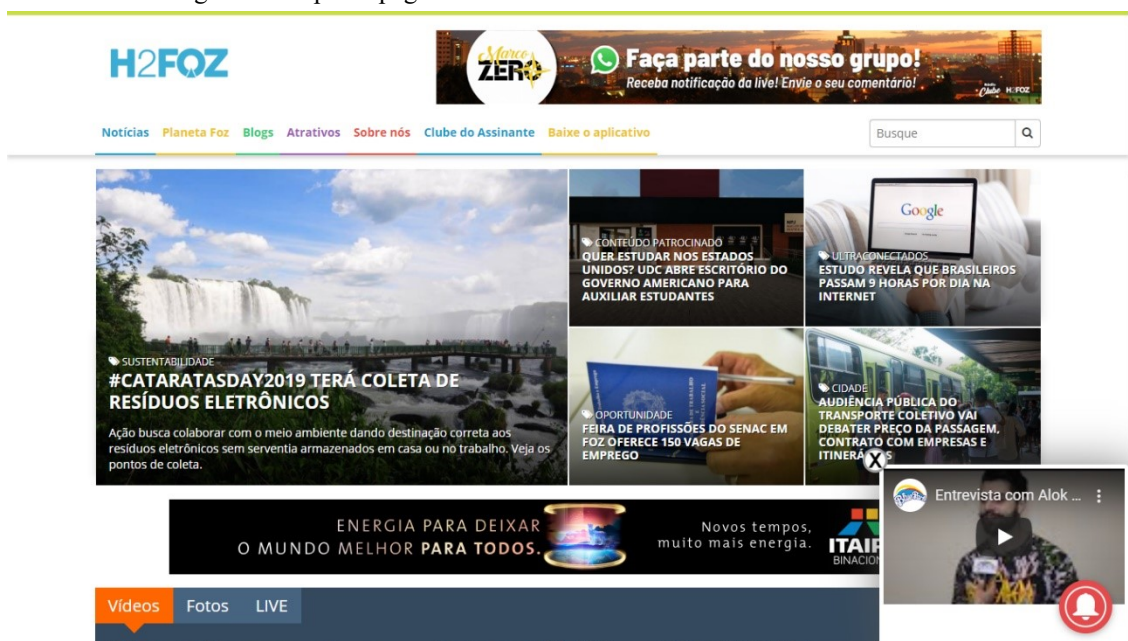 H2FOZ
Marco
ZERO
Faça parte do nosso grupo!
Receba notificação da live! Envie o seu comentário!
Clube H2FOZ
Notícias Planeta Foz Blogs Atrativos Sobre nós Clube do Assinante Baixe o aplicativo
Busque
SUSTENTABILIDADE
#CATARATASDAY2019 TERÁ COLETA DE
RESÍDUOS ELETRÔNICOS
Ação busca colaborar com o meio ambiente dando destinação correta aos
resíduos eletrônicos sem serventia armazenados em casa ou no trabalho. Veja os
pontos de coleta.
CONTEÚDO PATROCINADO
QUER ESTUDAR NOS ESTADOS
UNIDOS? UDC ABRE ESCRITÓRIO DO
GOVERNO AMERICANO PARA
AUXILIAR ESTUDANTES
Google
ULTRACONECTADOS
ESTUDO REVELA QUE BRASILEIROS
PASSAM 9 HORAS POR DIA NA
INTERNET
OPORTUNIDADE
FEIRA DE PROFISSÕES DO SENAC EM
FOZ OFERECE 150 VAGAS DE
EMPREGO
CIDADE
AUDIÊNCIA PÚBLICA DO
TRANSPORTE COLETIVO VAI
DEBATER PREÇO DA PASSAGEM,
CONTRATO COM EMPRESAS E
X
Entrevista com Alok ...
ENERGIA PARA DEIXAR
O MUNDO MELHOR PARA TODOS.
Novos tempos,
muito mais energia.
Vídeos Fotos LIVE